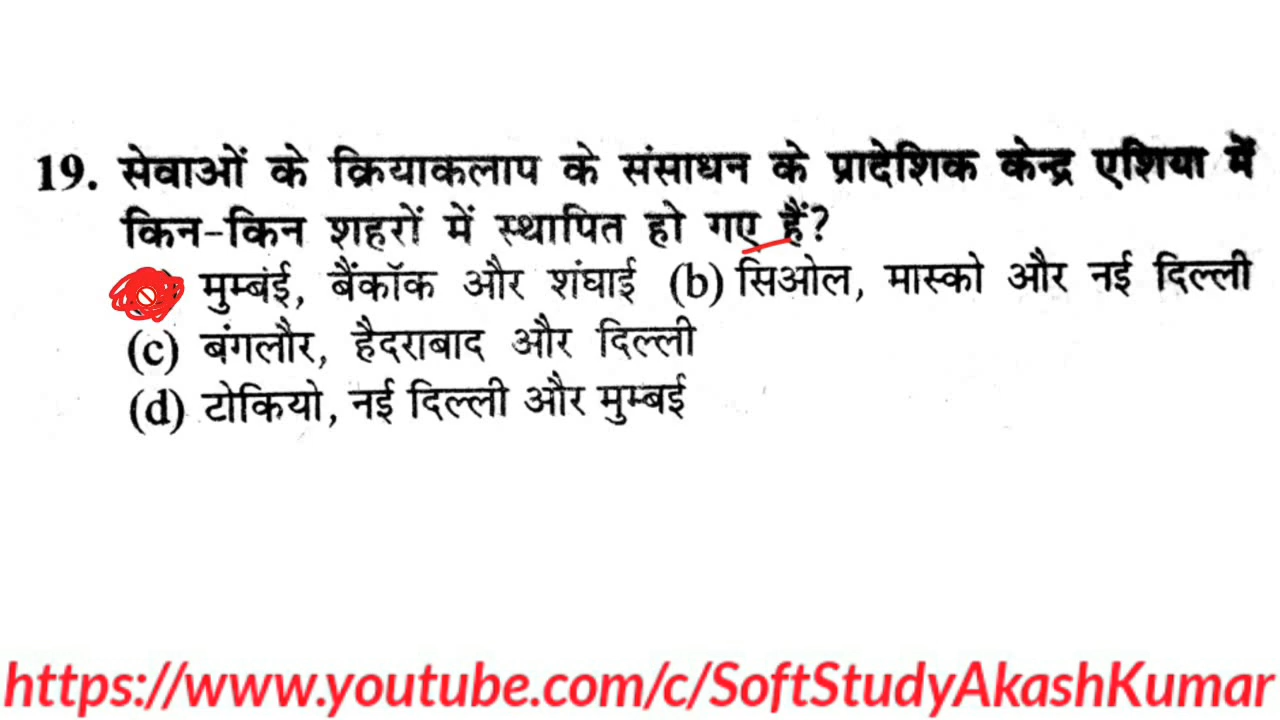 19. सेवाओं के क्रियाकलाप के संसाधन के प्रादेशिक केन्द्र एशिया में
किन-किन शहरों में स्थापित हो गए हैं?
मुम्बंई, बैंकॉक और शंघाई (b) सिओल, मास्को और नई दिल्ली
(c) बंगलौर, हैदराबाद और दिल्ली
(d) टोकियो, नई दिल्ली और मुम्बई
https://www.youtube.com/c/SoftStudyAkashKumar